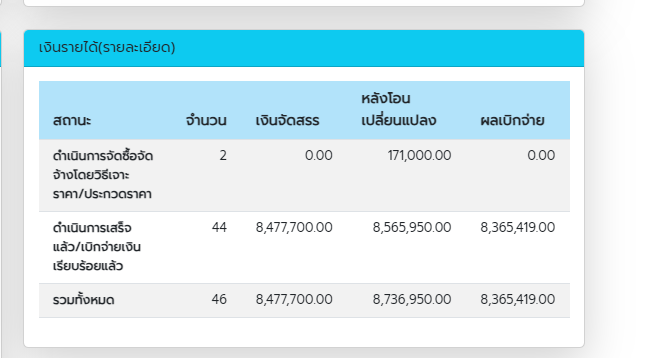 เงินรายได้(รายละเอียด)
หลังโอน
สถานะ จำนวน เงินจัดสรร เปลี่ยนแปลง ผลเบิกจ่าย
ดำเนินการจัดซื้อจัด 2 0.00 171,000.00 0.00
จ้างโดยวิธีเจาะ
ราคา/ประกวดราคา
ดำเนินการเสร็จ 44 8,477,700.00 8,565,950.00 8,365,419.00
แล้ว/เบิกจ่ายเงิน
เรียบร้อยแล้ว
รวมทั้งหมด 46 8,477,700.00 8,736,950.00 8,365,419.00